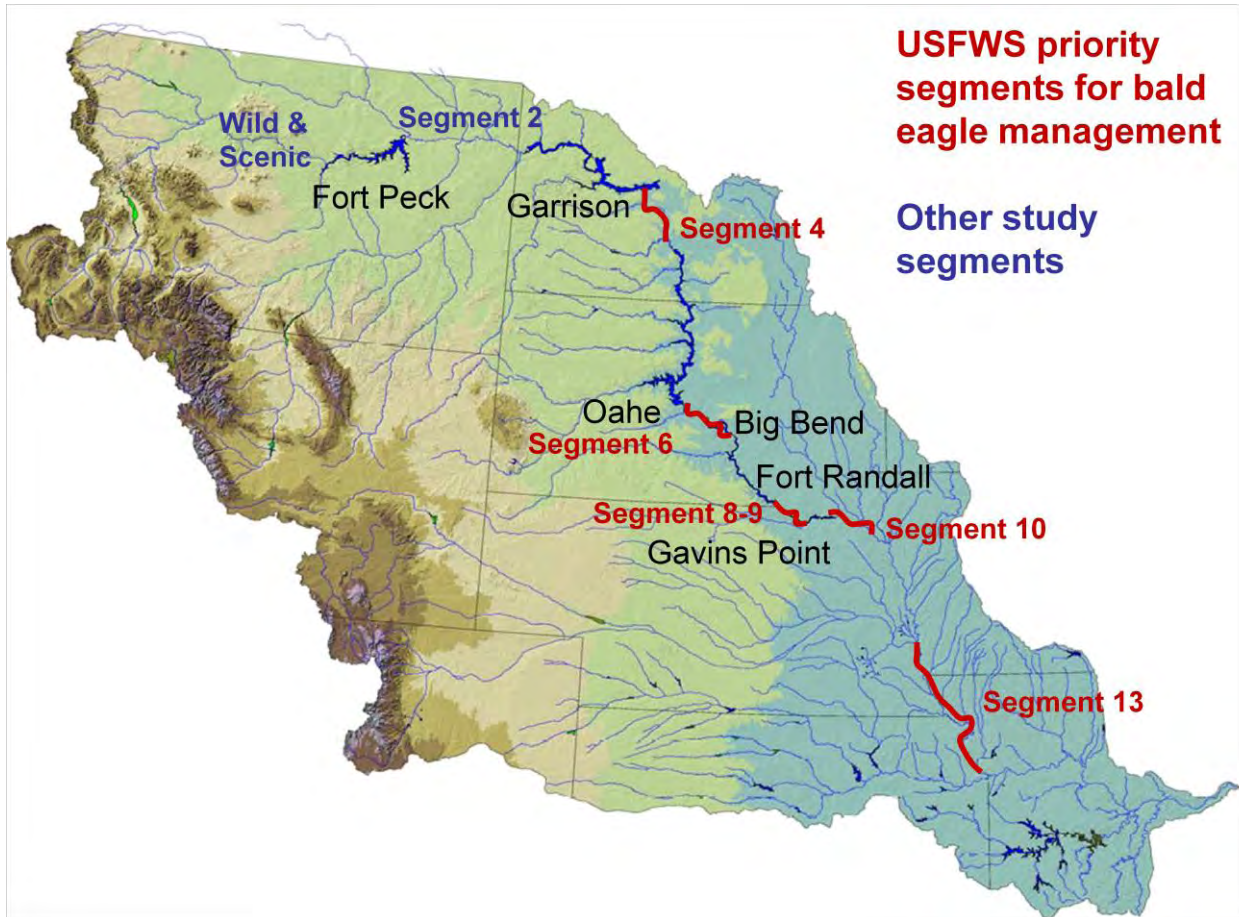 USFWS priority
segments for bald
eagle management
Other study
segments
Wild &
Scenic
Segment 2
Fort Peck
Garrison
Segment 4
Oahe
Big Bend
Segment 6
Fort Randall
Segment 8-9
Segment 10
Gavins Point
Segment 13